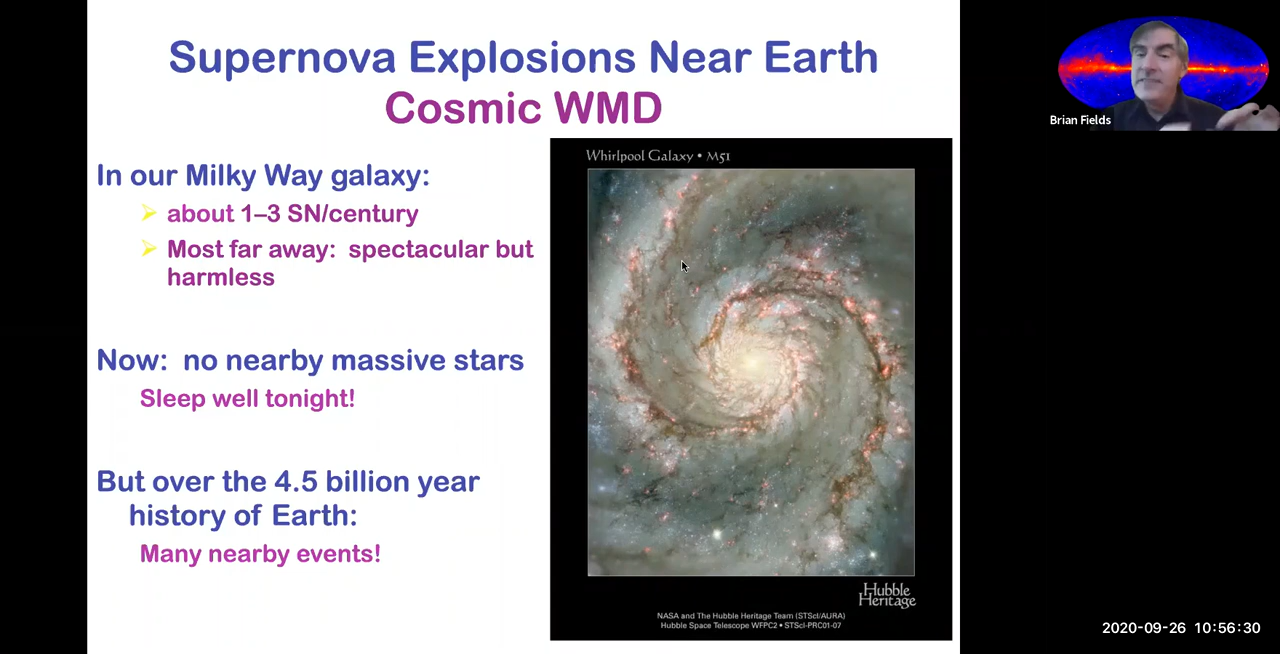 Supernova Explosions Near Earth
Cosmic WMD
In our Milky Way galaxy:
about 1–3 SN/century
Most far away:  spectacular but
harmless
Now:  no nearby massive stars
Sleep well tonight!
But over the 4.5 billion year
history of Earth:
Many nearby events!
Whirlpool Galaxy • M51
Hubble
Heritage
NASA and The Hubble Heritage Team (STScI/AURA)
Hubble Space Telescope WFPC2 • STScI-PRC01-07
Brian Fields
2020-09-26 10:56:30